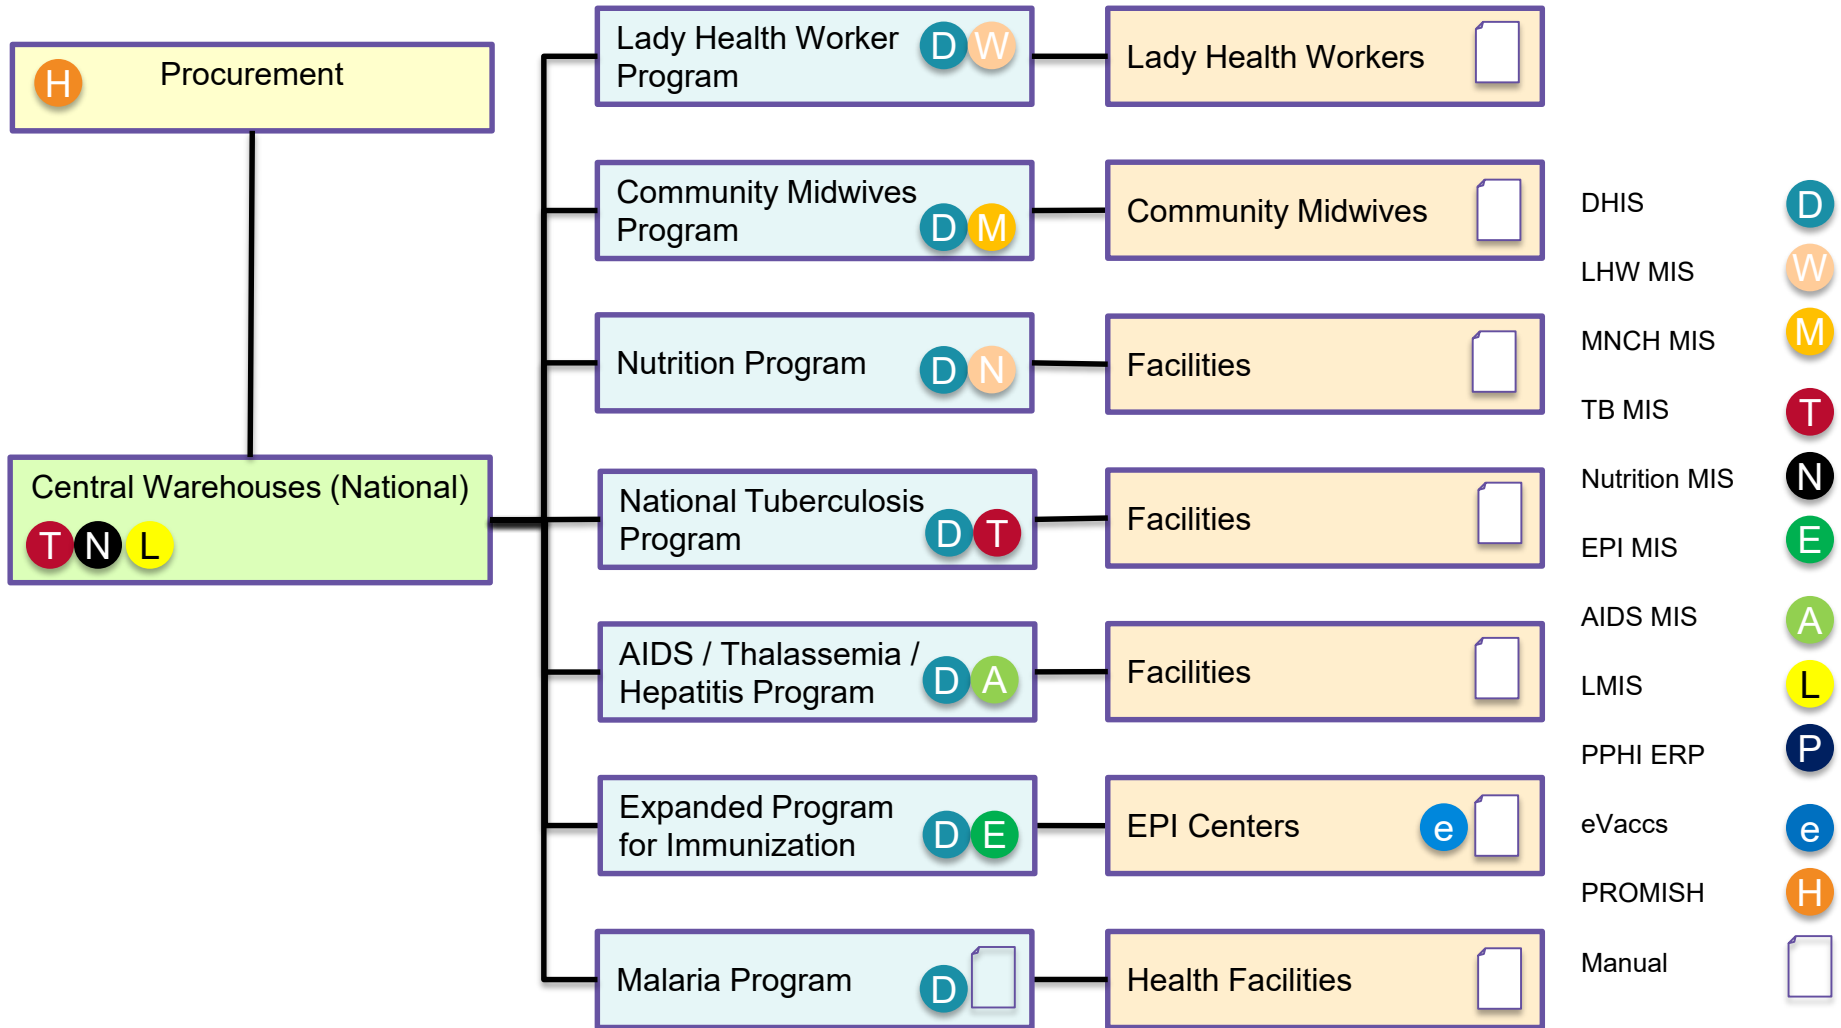 H
Procurement
Central Warehouses (National)
T N L
Lady Health Worker
Program
D W
Lady Health Workers
Community Midwives
Program
D M
Community Midwives
Nutrition Program
D N
Facilities
National Tuberculosis
Program
D T
Facilities
AIDS / Thalassemia /
Hepatitis Program
D A
Facilities
Expanded Program
for Immunization
D E
EPI Centers
e
Malaria Program
D
Health Facilities
DHIS D
LHW MIS W
MNCH MIS M
TB MIS T
Nutrition MIS N
EPI MIS E
AIDS MIS A
LMIS L
PPHI ERP P
eVaccs e
PROMISH H
Manual